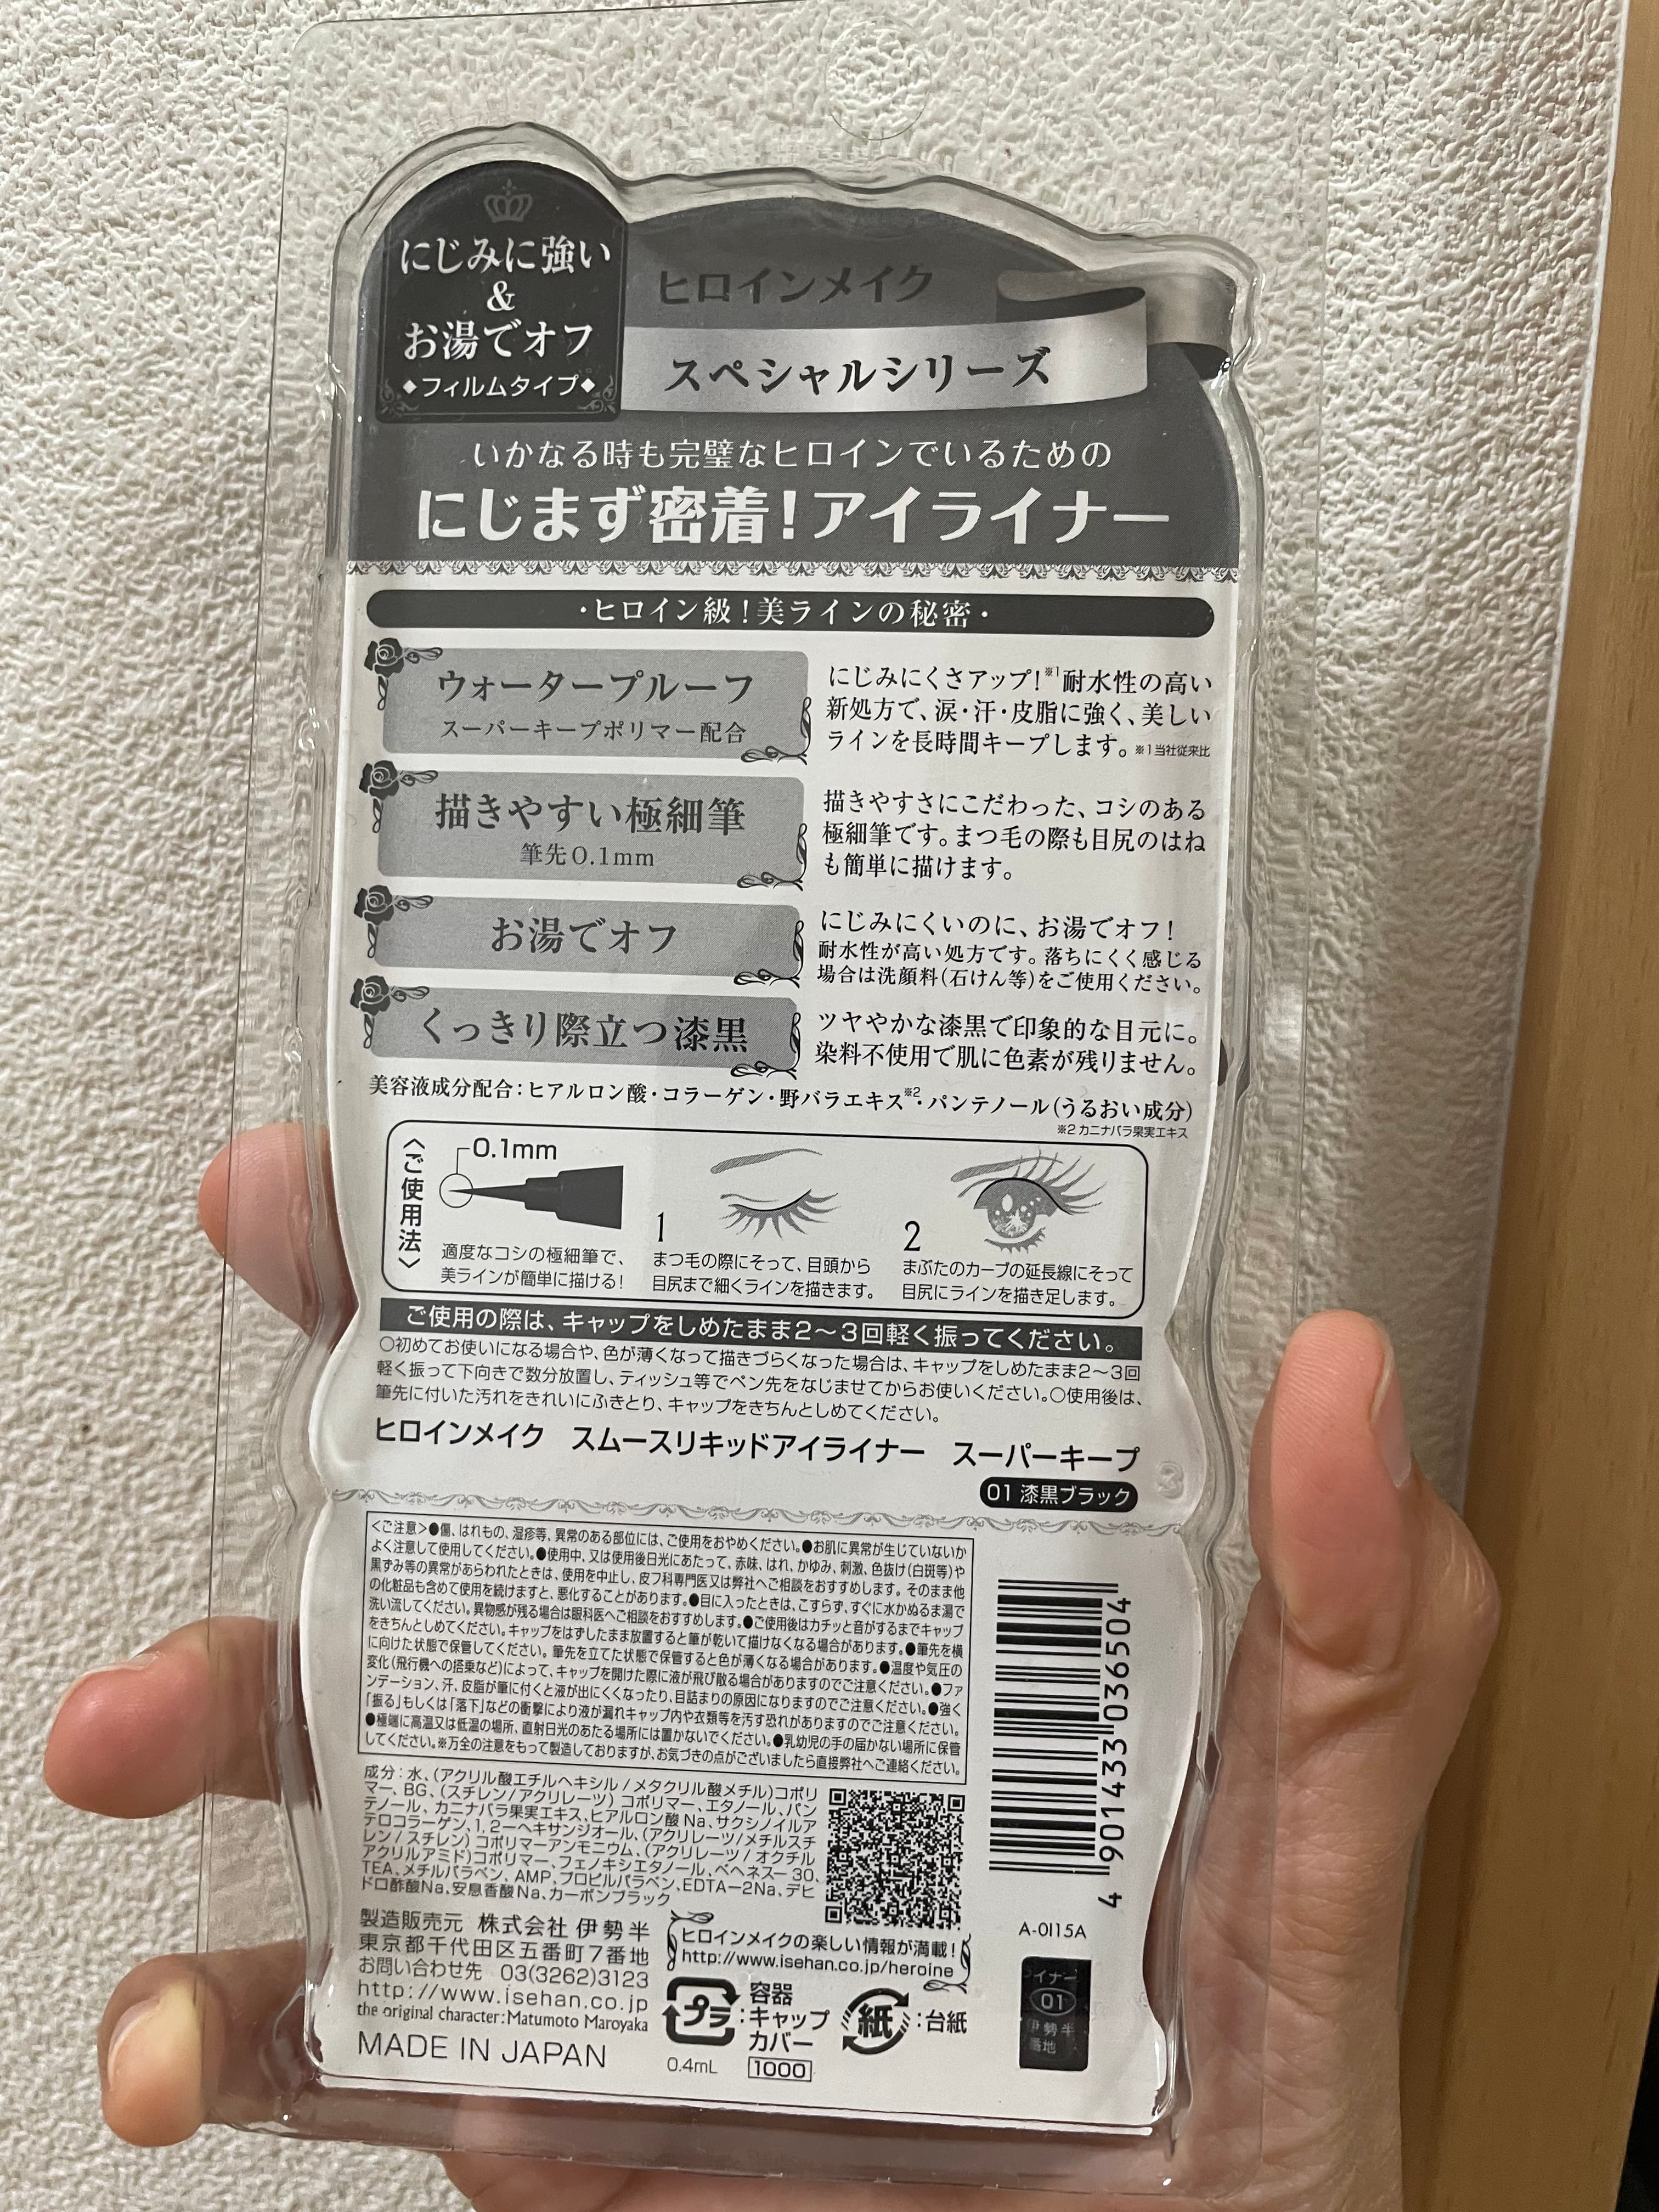 にじみに強い
&
お湯でオフ
◆フィルムタイプ◆
ヒロインメイク
スペシャルシリーズ
いかなる時も完璧なヒロインでいるための
にじまず密着!アイライナー
・ヒロイン級!美ラインの秘密・
ウォータープルーフ
スーパーキープポリマー配合
にじみにくさアップ!※1耐水性の高い
新処方で、涙・汗・皮脂に強く、美しい
ラインを長時間キープします。※1当社従来比
描きやすい極細筆
筆先0.1mm
描きやすさにこだわった、コシのある
極細筆です。まつ毛の際も目尻のはね
も簡単に描けます。
お湯でオフ
にじみにくいのに、お湯でオフ!
耐水性が高い処方です。落ちにくく感じる
場合は洗顔料(石けん等)をご使用ください。
くっきり際立つ漆黒
ツヤやかな漆黒で印象的な目元に。
染料不使用で肌に色素が残りません。
美容液成分配合:ヒアルロン酸・コラーゲン・野バラエキス※2・パンテノール(うるおい成分)
※2 カニナバラ果実エキス
〈ご使用法〉
0.1mm
適度なコシの極細筆で、
美ラインが簡単に描ける!
1
まつ毛の際にそって、目頭から
目尻まで細くラインを描きます。
2
まぶたのカーブの延長線にそって
目尻にラインを描き足します。
ご使用の際は、キャップをしめたまま2〜3回軽く振ってください。
○初めてお使いになる場合や、色が薄くなって描きづらくなった場合は、キャップをしめたまま2〜3回
軽く振って下向きで数分放置し、ティッシュ等でペン先をなじませてからお使いください。○使用後は、
筆先に付いた汚れをきれいにふきとり、キャップをきちんとしめてください。
ヒロインメイク スムースリキッドアイライナー スーパーキープ
3
01 漆黒ブラック
<ご注意>●傷、はれもの、湿疹等、異常のある部位には、ご使用をおやめください。●お肌に異常が生じていないか
よく注意して使用してください。●使用中、又は使用後日光にあたって、赤味、はれ、かゆみ、刺激、色抜け(白斑等)や
黒ずみ等の異常があらわれたときは、使用を中止し、皮フ科専門医又は弊社へご相談をおすすめします。そのまま他
の化粧品も含めて使用を続けますと、悪化することがあります。●目に入ったときは、こすらず、すぐに水かぬるま湯で
洗い流してください。異物感が残る場合は眼科医へご相談をおすすめします。●ご使用後はカチッと音がするまでキャップ
をきちんとしめてください。キャップをはずしたまま放置すると筆が乾いて描けなくなる場合があります。●筆先を横
に向けた状態で保管してください。筆先を立てた状態で保管すると色が薄くなる場合があります。●温度や気圧の
変化(飛行機への搭乗など)によって、キャップを開けた際に液が飛び散る場合がありますのでご注意ください。●ファ
ンデーション、汗、皮脂が筆に付くと液が出にくくなったり、目詰まりの原因になりますのでご注意ください。●強く
「振る」もしくは「落下」などの衝撃により液が漏れキャップ内や衣類等を汚す恐れがありますのでご注意ください。
●極端に高温又は低温の場所、直射日光のあたる場所には置かないでください。●乳幼児の手の届かない場所に保管
してください。※万全の注意をもって製造しておりますが、お気づきの点がございましたら直接弊社へご連絡ください。
成分:水、(アクリル酸エチルヘキシル/メタクリル酸メチル)コポリ
マー、BG、(スチレン/アクリレーツ)コポリマー、エタノール、パン
テノール、カニナバラ果実エキス、ヒアルロン酸Na、サクシノイルア
テロコラーゲン、1,2-ヘキサンジオール、(アクリレーツ/メチルスチ
レン/スチレン)コポリマーアンモニウム、(アクリレーツ/オクチル
アクリルアミド)コポリマー、フェノキシエタノール、ベヘネス-30、
TEA、メチルパラベン、AMP、プロピルパラベン、EDTA-2Na、デヒ
ドロ酢酸Na、安息香酸Na、カーボンブラック
4 901433 036504
A-0I15A
製造販売元 株式会社 伊勢半
東京都千代田区五番町7番地
お問い合わせ先 03(3262)3123
http://www.isehan.co.jp
the original character:Matumoto Maroyaka
MADE IN JAPAN
ヒロインメイクの楽しい情報が満載!
http://www.isehan.co.jp/heroine
プラ
:容器
キャップ
カバー
紙
:台紙
0.4mL
1000
イナー
01
伊勢半
番地